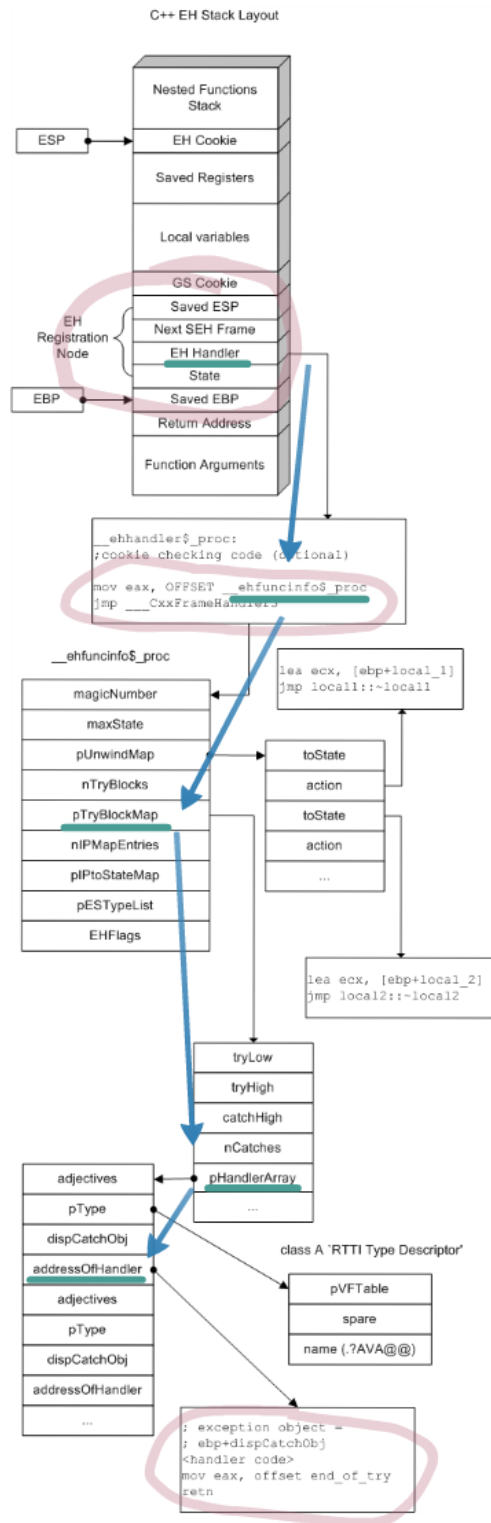 C++ EH Stack Layout
Nested Functions
Stack
ESP
EH Cookie
Saved Registers
Local variables
GS Cookie
Saved ESP
EH
Registration
Node
Next SEH Frame
EH Handler
State
EBP
Saved EBP
Return Address
Function Arguments
__ehhandler$_proc:
;cookie checking code (optional)
mov eax, OFFSET __ehfuncinfo$_proc
jmp ___CxxFrameHandler3
__ehfuncinfo$_proc
magicNumber
maxState
pUnwindMap
nTryBlocks
pTryBlockMap
nIPMapEntries
pIPtoStateMap
pESTypeList
EHFlags
lea ecx, [ebp+local_1]
jmp local1::~local1
toState
action
toState
action
...
lea ecx, [ebp+local_2]
jmp local2::~local2
tryLow
tryHigh
catchHigh
nCatches
pHandlerArray
...
adjectives
pType
dispCatchObj
addressOfHandler
adjectives
pType
dispCatchObj
addressOfHandler
...
class A `RTTI Type Descriptor'
pVFTable
spare
name (.?AVA@@)
; exception object =
; ebp+dispCatchObj
<handler code>
mov eax, offset end_of_try
retn